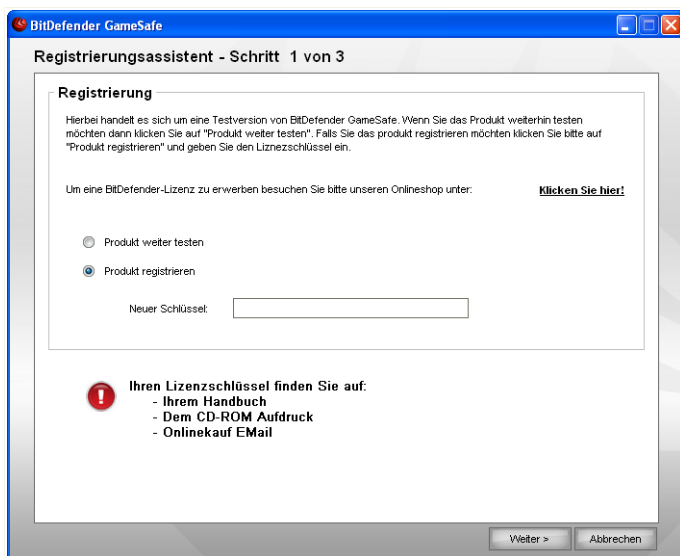 BitDefender GameSafe
Registrierungsassistent - Schritt 1 von 3
Registrierung
Hierbei handelt es sich um eine Testversion von BitDefender GameSafe. Wenn Sie das Produkt weiterhin testen
möchten dann klicken Sie auf "Produkt weiter testen". Falls Sie das produkt registrieren möchten klicken Sie bitte auf
"Produkt registrieren" und geben Sie den Liznezschlüssel ein.
Um eine BitDefender-Lizenz zu erwerben besuchen Sie bitte unseren Onlineshop unter: Klicken Sie hier!
Produkt weiter testen
Produkt registrieren
Neuer Schlüssel:
Ihren Lizenzschlüssel finden Sie auf:
- Ihrem Handbuch
- Dem CD-ROM Aufdruck
- Onlinekauf EMail
Weiter > Abbrechen